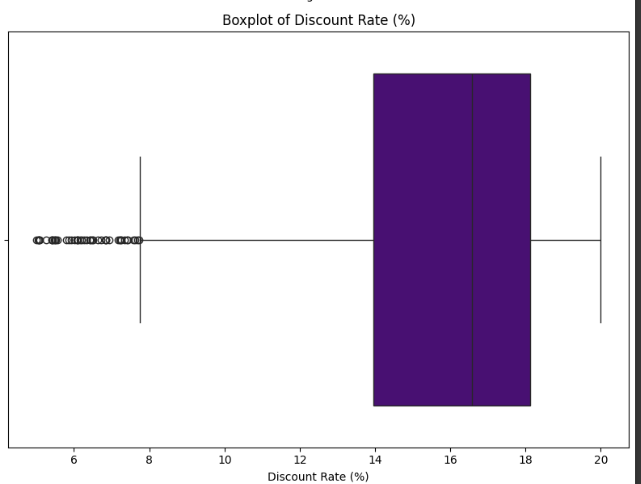 Boxplot of Discount Rate (%)
6 8 10 12 14 16 18 20
Discount Rate (%)